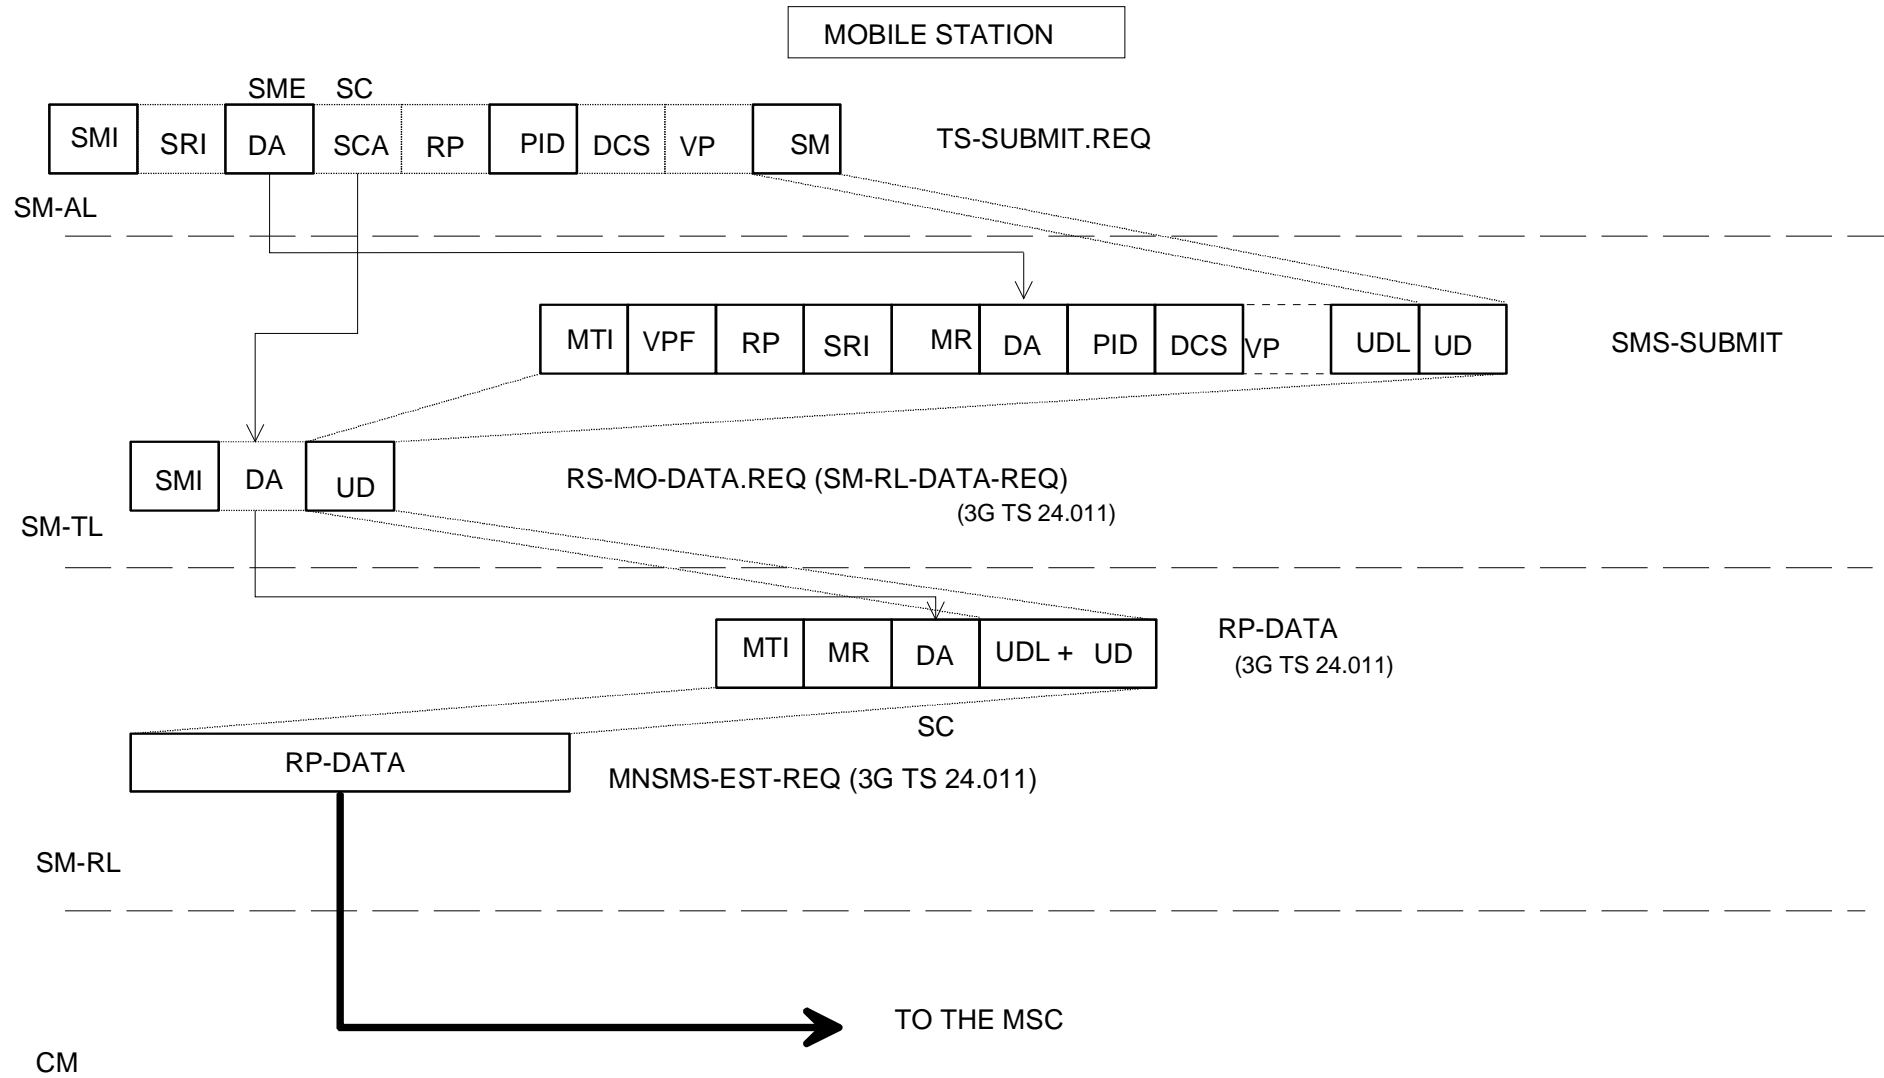 MOBILE STATION
SME SC
SMI SRI DA SCA RP PID DCS VP SM
TS-SUBMIT.REQ
SM-AL
MTI VPF RP SRI MR DA PID DCS VP UDL UD
SMS-SUBMIT
SMI DA UD
RS-MO-DATA.REQ (SM-RL-DATA-REQ)
(3G TS 24.011)
SM-TL
MTI MR DA UDL + UD
RP-DATA
(3G TS 24.011)
SC
RP-DATA
MNSMS-EST-REQ (3G TS 24.011)
SM-RL
TO THE MSC
CM